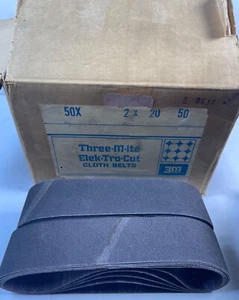 50X 2 x 20 50
Three-M-ite
Elek-Tro-Cut
CLOTH BELTS
3M